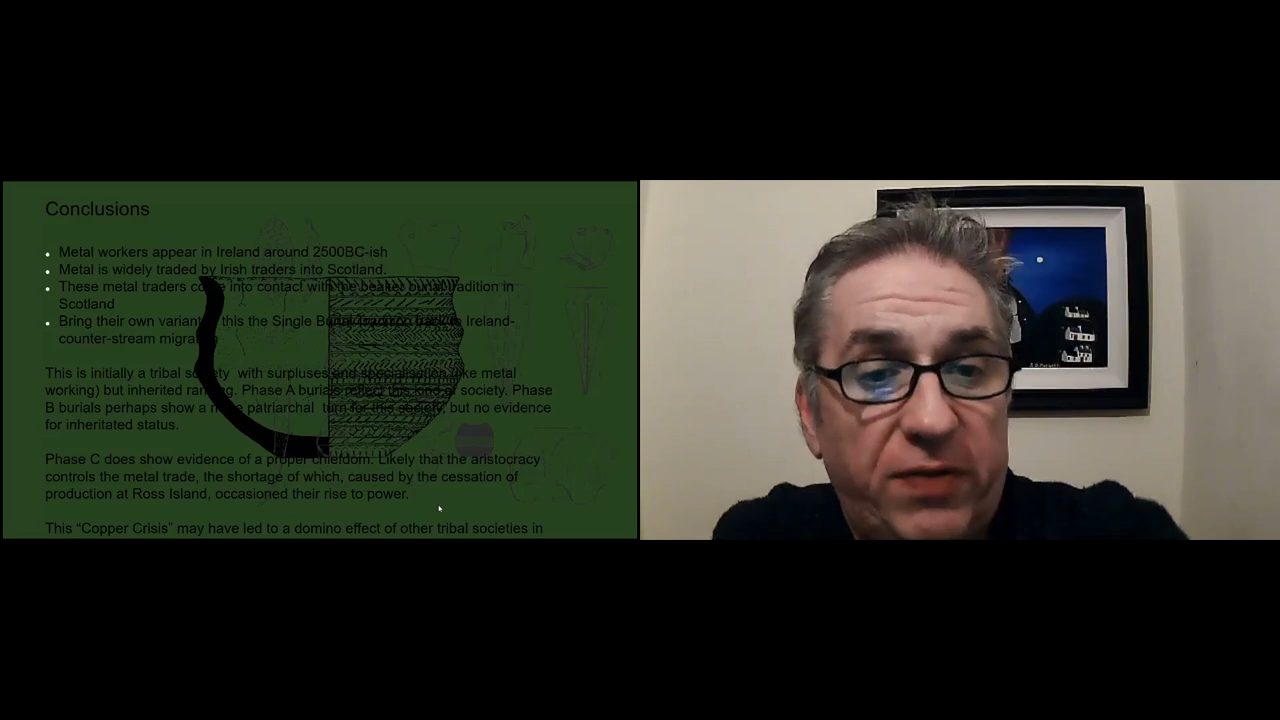 Conclusions
Metal workers appear in Ireland around 2500BC-ish
Metal is widely traded by Irish traders into Scotland.
These metal traders come into contact with the beaker burial tradition in
Scotland
Bring their own variant this the Single Burial Tradition back to Ireland-
counter-stream migration
This is initially a tribal society with surpluses and specialisation (like metal
working) but inherited ranking. Phase A burials reflect this kind of society. Phase
B burials perhaps show a more patriarchal turn for this society, but no evidence
for inheritated status.
Phase C does show evidence of a proper chiefdom. Likely that the aristocracy
controls the metal trade, the shortage of which, caused by the cessation of
production at Ross Island, occasioned their rise to power.
This “Copper Crisis” may have led to a domino effect of other tribal societies in